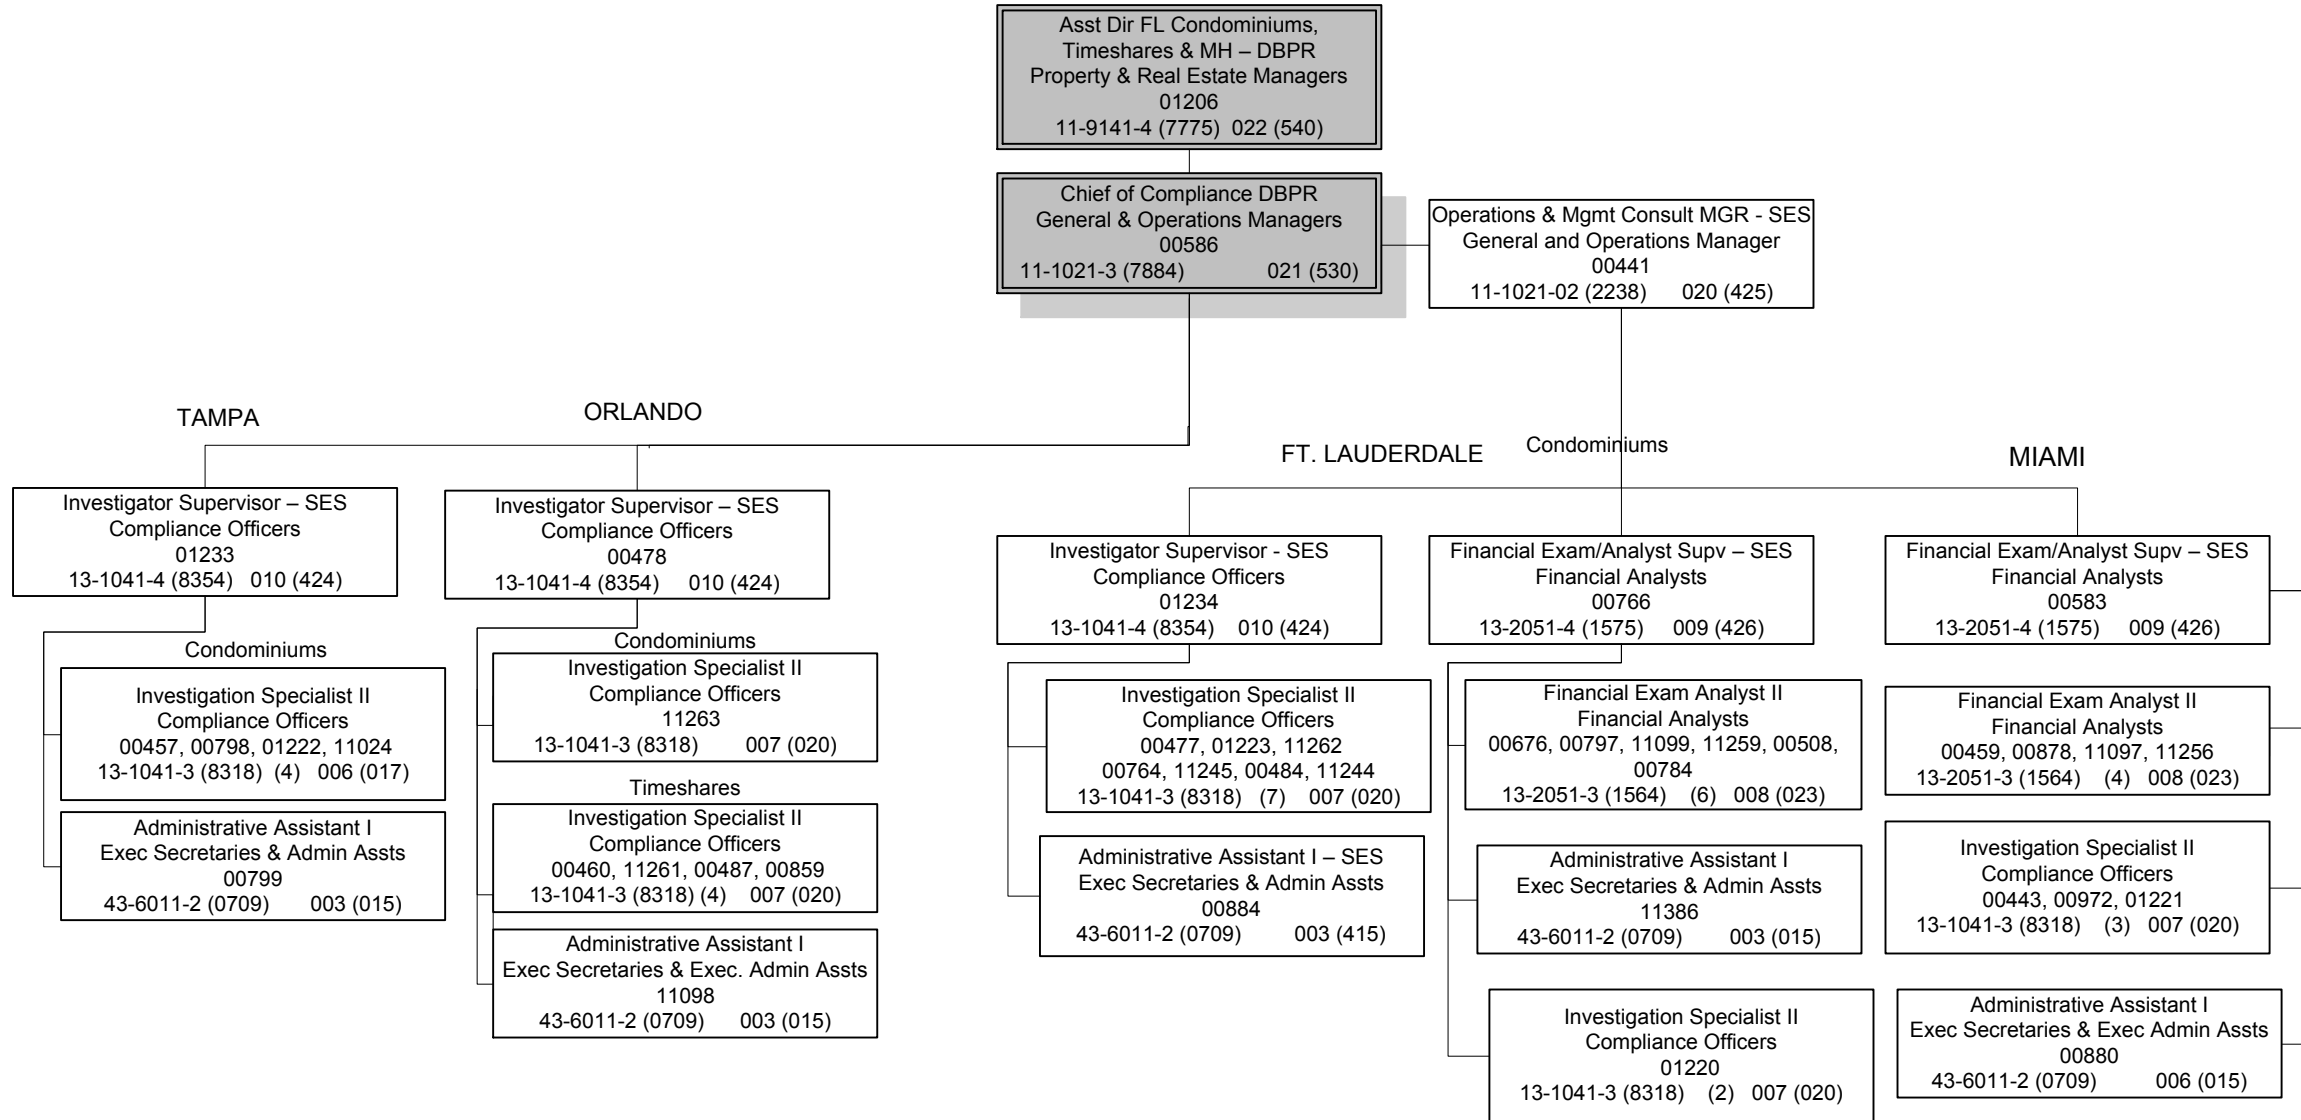 Asst Dir FL Condominiums,
Timeshares & MH – DBPR
Property & Real Estate Managers
01206
11-9141-4 (7775) 022 (540)
Chief of Compliance DBPR
General & Operations Managers
00586
11-1021-3 (7884) 021 (530)
Operations & Mgmt Consult MGR - SES
General and Operations Manager
00441
11-1021-02 (2238) 020 (425)
TAMPA
Investigator Supervisor – SES
Compliance Officers
01233
13-1041-4 (8354) 010 (424)
Condominiums
Investigation Specialist II
Compliance Officers
00457, 00798, 01222, 11024
13-1041-3 (8318) (4) 006 (017)
Administrative Assistant I
Exec Secretaries & Admin Assts
00799
43-6011-2 (0709) 003 (015)
ORLANDO
Investigator Supervisor – SES
Compliance Officers
00478
13-1041-4 (8354) 010 (424)
Condominiums
Investigation Specialist II
Compliance Officers
11263
13-1041-3 (8318) 007 (020)
Timeshares
Investigation Specialist II
Compliance Officers
00460, 11261, 00487, 00859
13-1041-3 (8318) (4) 007 (020)
Administrative Assistant I
Exec Secretaries & Exec. Admin Assts
11098
43-6011-2 (0709) 003 (015)
FT. LAUDERDALE
Condominiums
MIAMI
Investigator Supervisor - SES
Compliance Officers
01234
13-1041-4 (8354) 010 (424)
Investigation Specialist II
Compliance Officers
00477, 01223, 11262
00764, 11245, 00484, 11244
13-1041-3 (8318) (7) 007 (020)
Administrative Assistant I – SES
Exec Secretaries & Admin Assts
00884
43-6011-2 (0709) 003 (415)
Financial Exam/Analyst Supv – SES
Financial Analysts
00766
13-2051-4 (1575) 009 (426)
Financial Exam Analyst II
Financial Analysts
00676, 00797, 11099, 11259, 00508,
00784
13-2051-3 (1564) (6) 008 (023)
Administrative Assistant I
Exec Secretaries & Admin Assts
11386
43-6011-2 (0709) 003 (015)
Investigation Specialist II
Compliance Officers
01220
13-1041-3 (8318) (2) 007 (020)
Financial Exam/Analyst Supv – SES
Financial Analysts
00583
13-2051-4 (1575) 009 (426)
Financial Exam Analyst II
Financial Analysts
00459, 00878, 11097, 11256
13-2051-3 (1564) (4) 008 (023)
Investigation Specialist II
Compliance Officers
00443, 00972, 01221
13-1041-3 (8318) (3) 007 (020)
Administrative Assistant I
Exec Secretaries & Exec Admin Assts
00880
43-6011-2 (0709) 006 (015)